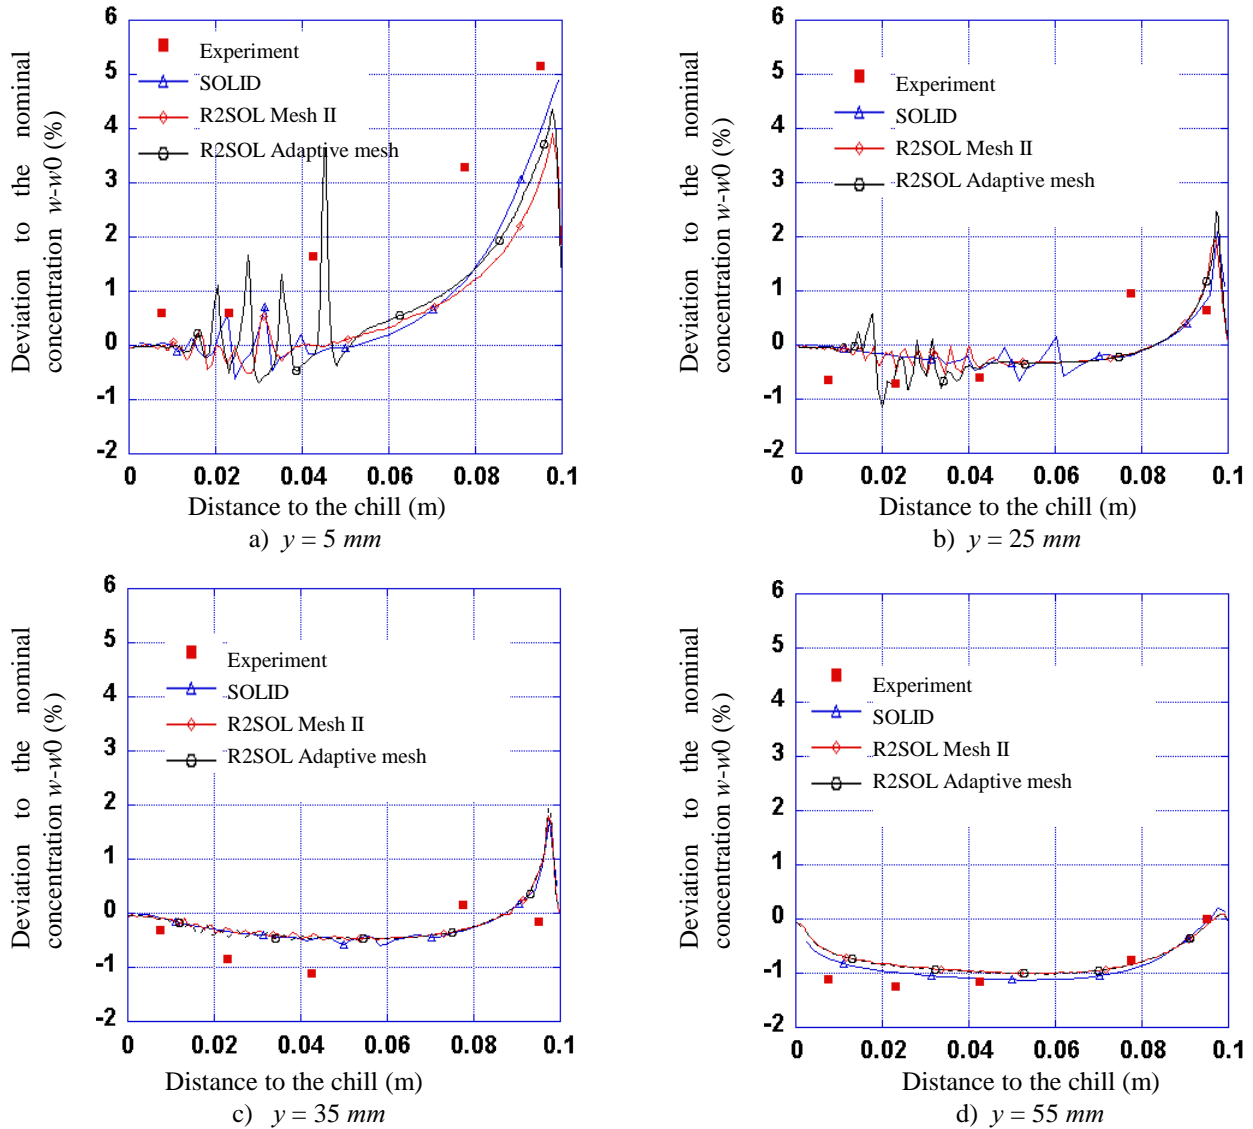 Deviation to the nominal
concentration w-w0 (%)
6
5
4
3
2
1
0
-1
-2
Experiment
SOLID
R2SOL Mesh II
R2SOL Adaptive mesh
0 0.02 0.04 0.06 0.08 0.1
Distance to the chill (m)
a) y = 5 mm
Deviation to the nominal
concentration w-w0 (%)
6
5
4
3
2
1
0
-1
-2
Experiment
SOLID
R2SOL Mesh II
R2SOL Adaptive mesh
0 0.02 0.04 0.06 0.08 0.1
Distance to the chill (m)
b) y = 25 mm
Deviation to the nominal
concentration w-w0 (%)
6
5
4
3
2
1
0
-1
-2
Experiment
SOLID
R2SOL Mesh II
R2SOL Adaptive mesh
0 0.02 0.04 0.06 0.08 0.1
Distance to the chill (m)
c) y = 35 mm
Deviation to the nominal
concentration w-w0 (%)
6
5
4
3
2
1
0
-1
-2
Experiment
SOLID
R2SOL Mesh II
R2SOL Adaptive mesh
0 0.02 0.04 0.06 0.08 0.1
Distance to the chill (m)
d) y = 55 mm